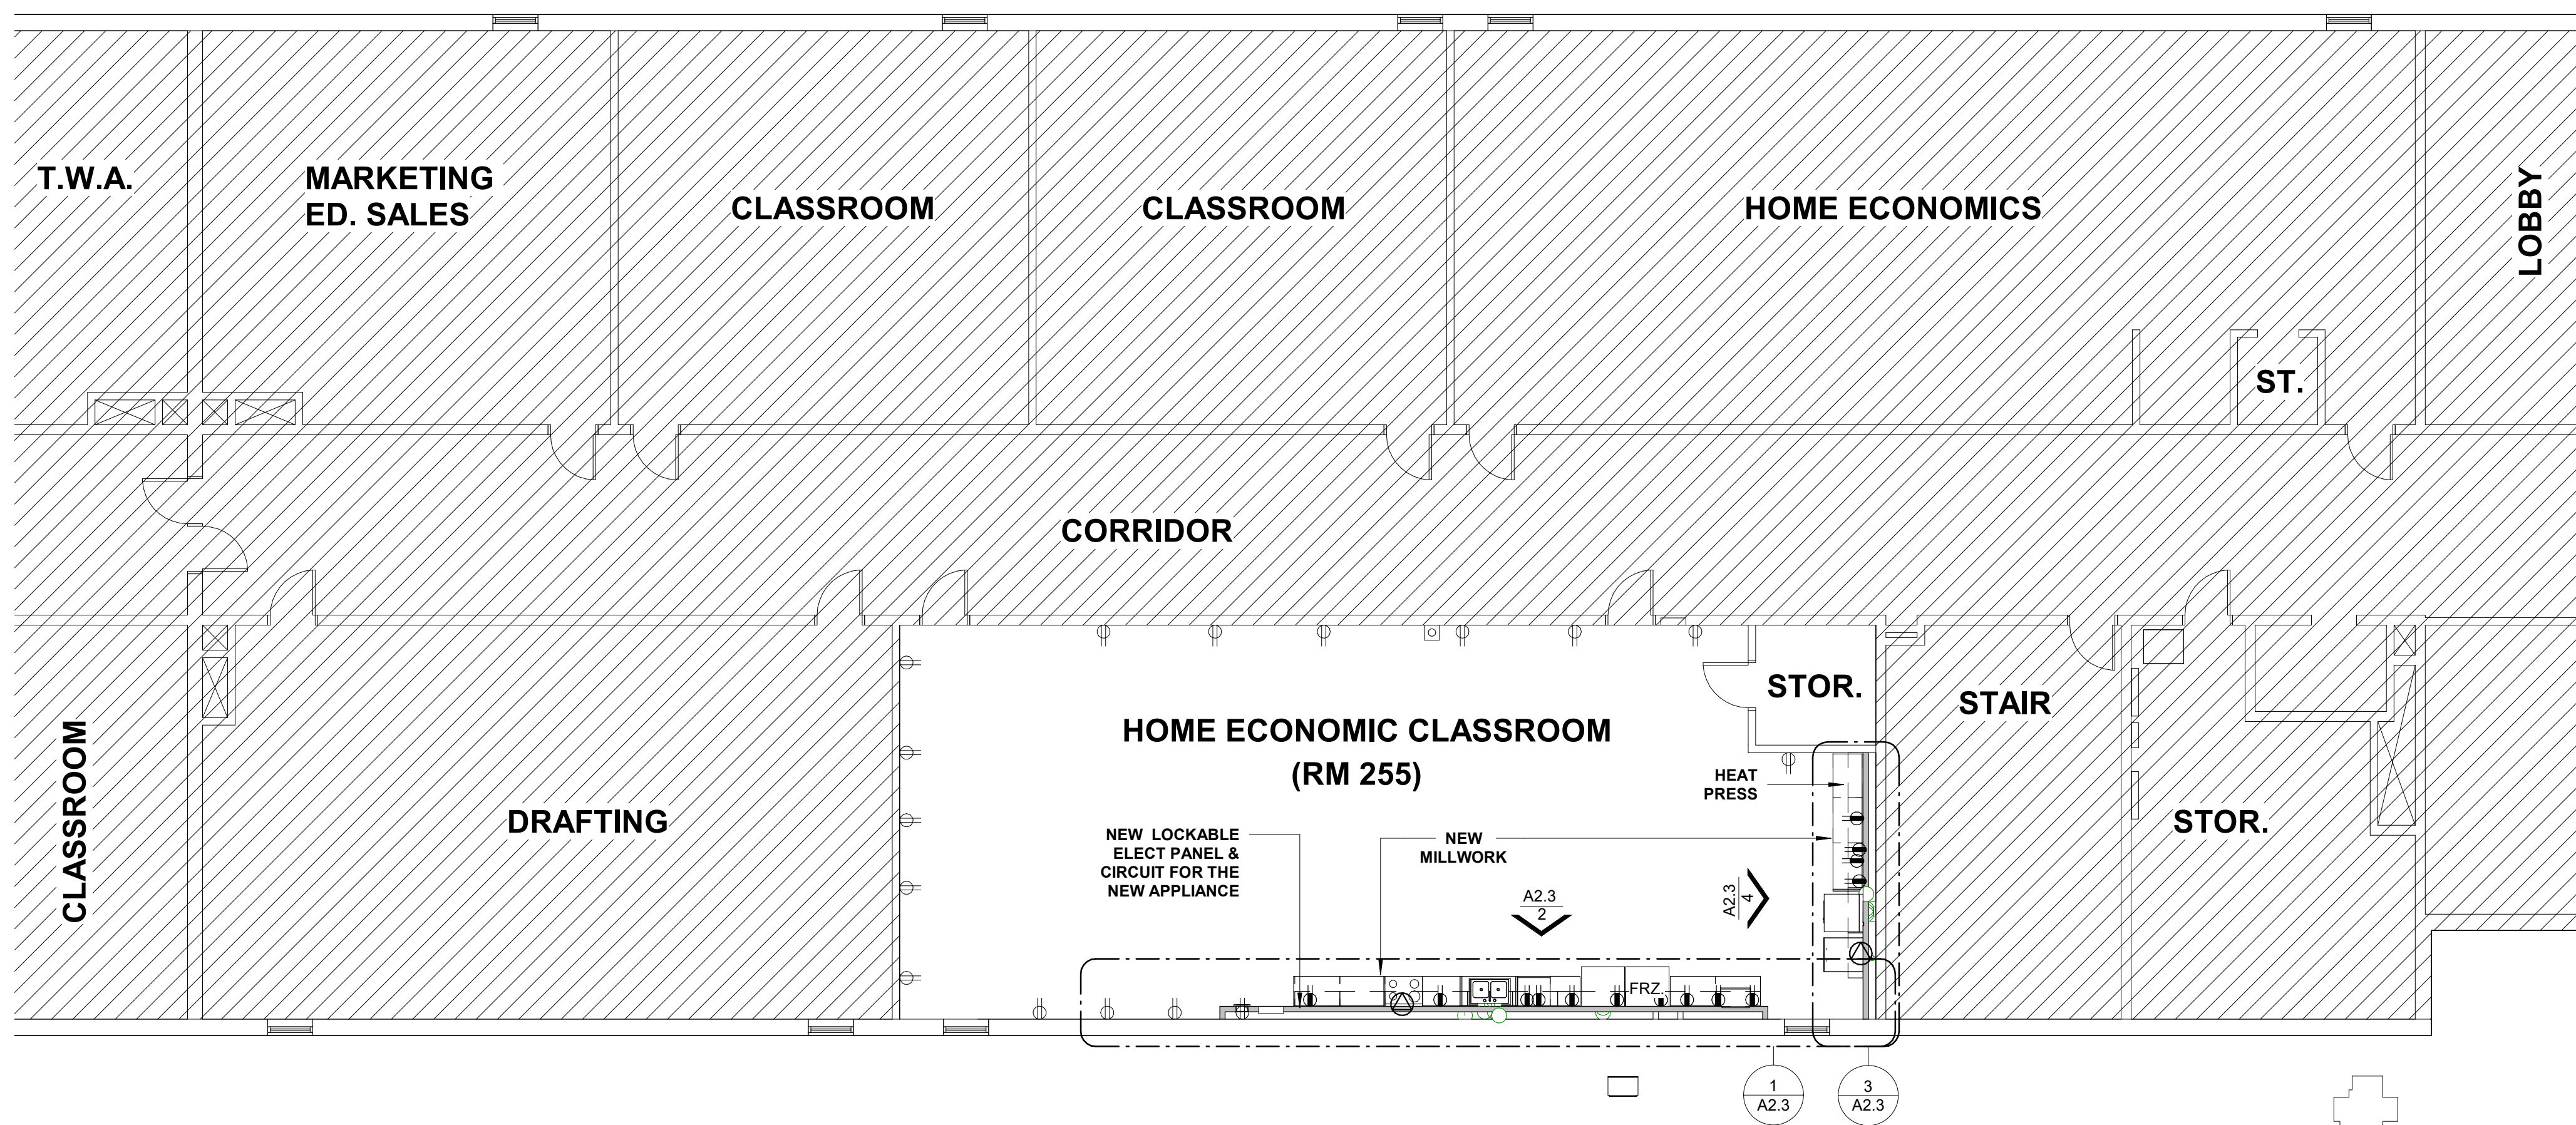 T.W.A.
MARKETING
ED. SALES
CLASSROOM
CLASSROOM
HOME ECONOMICS
LOBBY
ST.
CORRIDOR
CLASSROOM
DRAFTING
HOME ECONOMIC CLASSROOM
(RM 255)
STOR.
STAIR
STOR.
HEAT
PRESS
NEW LOCKABLE
ELECT PANEL &
CIRCUIT FOR THE
NEW APPLIANCE
NEW
MILLWORK
A2.3
2
A2.3
4
FRZ.
1
A2.3
3
A2.3